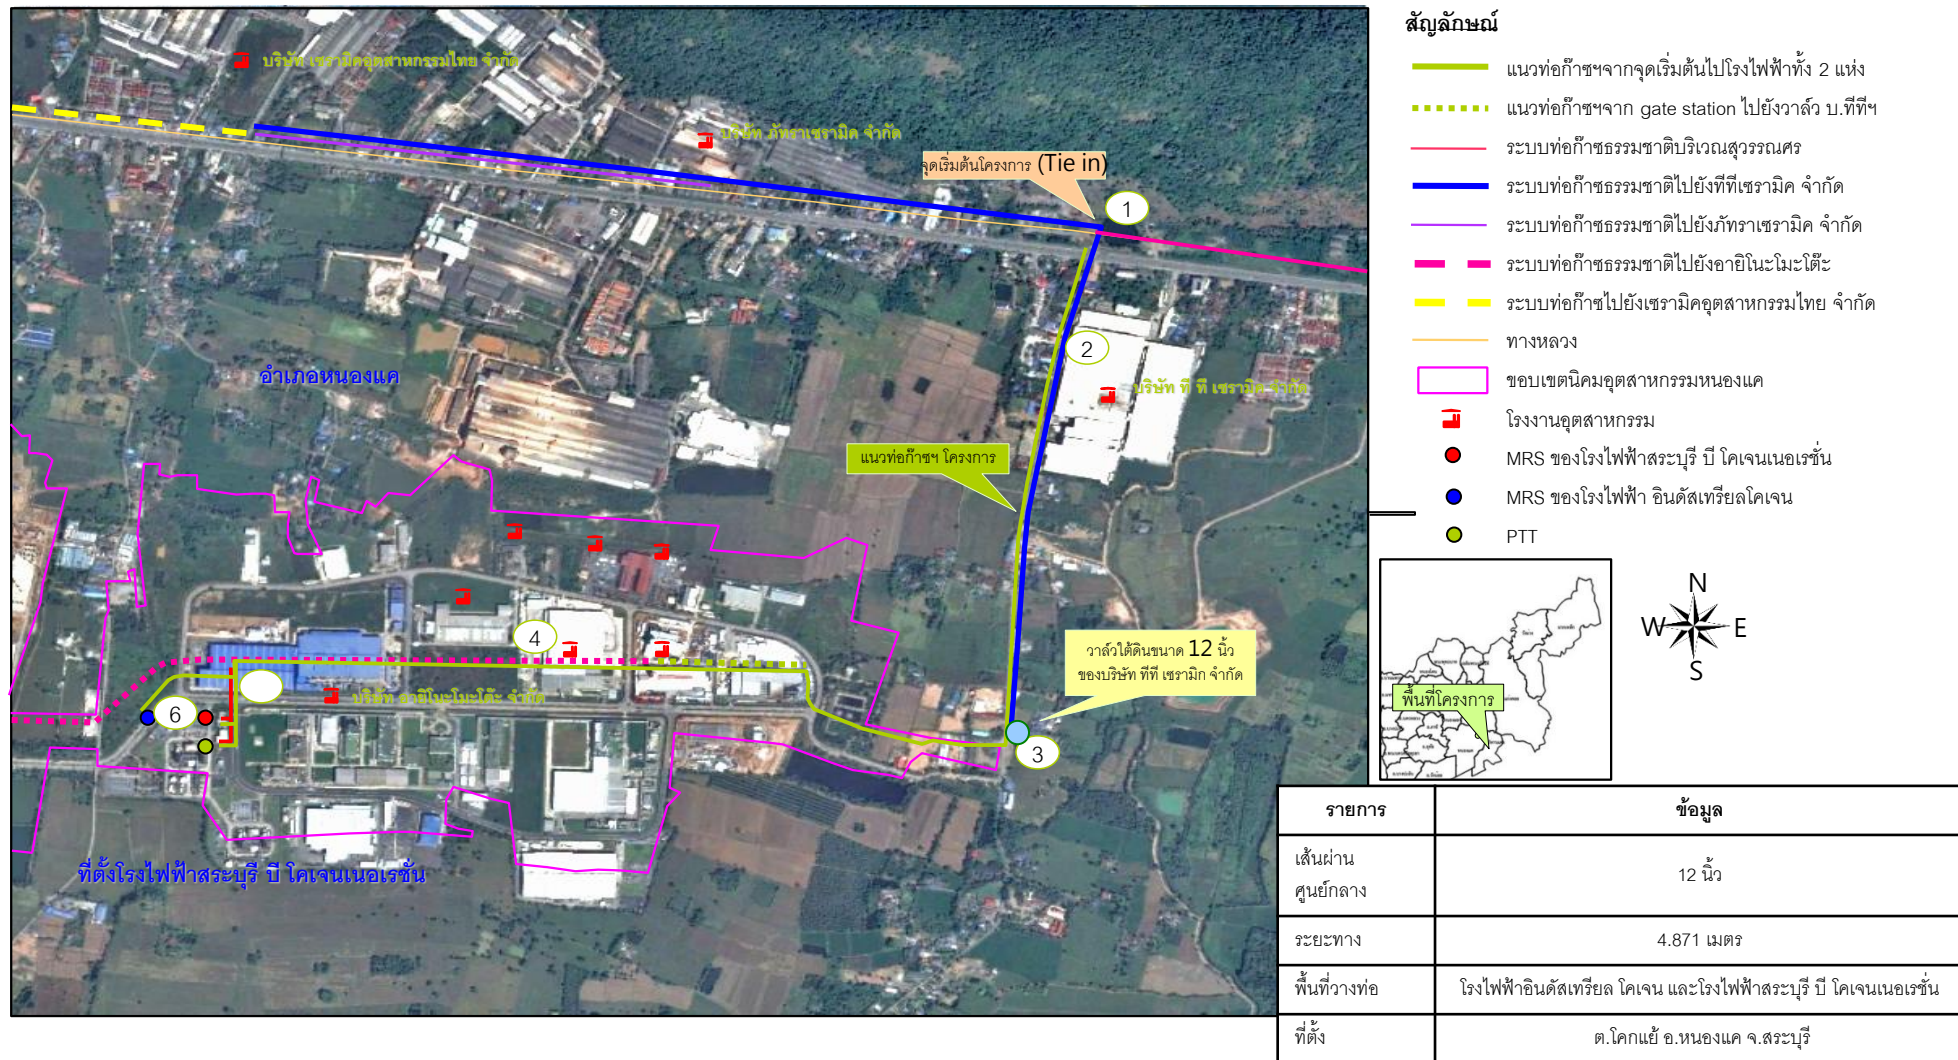 บริษัท เซรามิคอุตสาหกรรมไทย จำกัด
บริษัท ภัทราเซรามิค จำกัด
จุดเริ่มต้นโครงการ (Tie in)
1
2
บริษัท ที ที เซรามิค จำกัด
อำเภอหนองแค
แนวท่อก๊าซฯ โครงการ
4
วาล์วใต้ดินขนาด 12 นิ้ว
ของบริษัท ทีที เซรามิก จำกัด
บริษัท อายิโนะโมะโต๊ะ จำกัด
6
3
ที่ตั้งโรงไฟฟ้าสระบุรี บี โคเจนเนอเรชั่น
สัญลักษณ์
แนวท่อก๊าซฯจากจุดเริ่มต้นไปโรงไฟฟ้าทั้ง 2 แห่ง
แนวท่อก๊าซฯจาก gate station ไปยังวาล์ว บ.ทีทีฯ
ระบบท่อก๊าซธรรมชาติบริเวณสุวรรณศร
ระบบท่อก๊าซธรรมชาติไปยังทีทีเซรามิค จำกัด
ระบบท่อก๊าซธรรมชาติไปยังภัทราเซรามิค จำกัด
ระบบท่อก๊าซธรรมชาติไปยังอายิโนะโมะโต๊ะ
ระบบท่อก๊าซไปยังเซรามิคอุตสาหกรรมไทย จำกัด
ทางหลวง
ขอบเขตนิคมอุตสาหกรรมหนองแค
โรงงานอุตสาหกรรม
MRS ของโรงไฟฟ้าสระบุรี บี โคเจนเนอเรชั่น
MRS ของโรงไฟฟ้า อินดัสเทรียลโคเจน
PTT
พื้นที่โครงการ
N
W E
S
รายการ ข้อมูล
เส้นผ่าน
ศูนย์กลาง
12 นิ้ว
ระยะทาง 4.871 เมตร
พื้นที่วางท่อ โรงไฟฟ้าอินดัสเทรียล โคเจน และโรงไฟฟ้าสระบุรี บี โคเจนเนอเรชั่น
ที่ตั้ง ต.โคกแย้ อ.หนองแค จ.สระบุรี